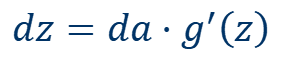 dz = da · g′(z)